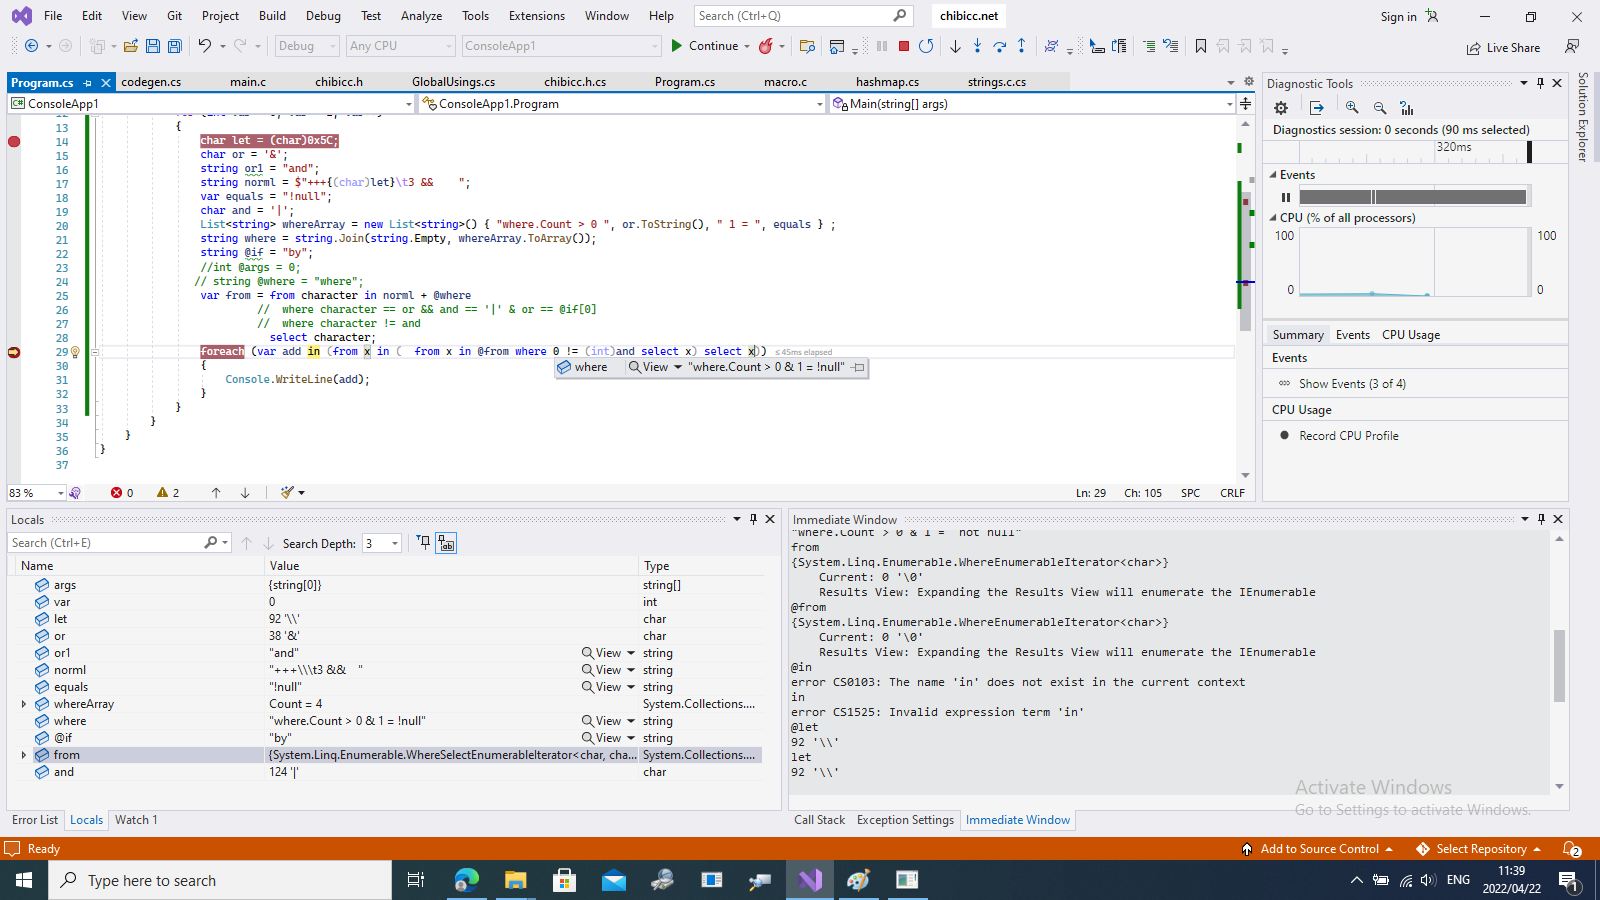 File Edit View Git Project Build Debug Test Analyze Tools Extensions Window Help Search (Ctrl+Q) chibicc.net Sign in
Debug Any CPU ConsoleApp1 Continue Live Share
Program.cs codegen.cs main.c chibicc.h GlobalUsings.cs chibicc.h.cs Program.cs macro.c hashmap.cs strings.c.cs
ConsoleApp1 ConsoleApp1.Program Main(string[] args)
13 {
14 char let = (char)0x5C;
15 char or = '&';
16 string or1 = "and";
17 string norml = $"+++{(char)let}\t3 &&    ";
18 var equals = "!null";
19 char and = '|';
20 List<string> whereArray = new List<string>() { "where.Count > 0 ", or.ToString(), " 1 = ", equals } ;
21 string where = string.Join(string.Empty, whereArray.ToArray());
22 string @if = "by";
23 //int @args = 0;
24 // string @where = "where";
25 var from = from character in norml + @where
26 //  where character == or && and == '|' & or == @if[0]
27 //  where character != and
28 select character;
29 foreach (var add in (from x in (  from x in @from where 0 != (int)and select x) select x)) ≤45ms elapsed
30 {
31 Console.WriteLine(add);
32 }
33 }
34 }
35 }
36 }
37
where View "where.Count > 0 & 1 = !null"
83 % 0 2 Ln: 29 Ch: 105 SPC CRLF
Diagnostic Tools
Diagnostics session: 0 seconds (90 ms selected)
320ms
Events
CPU (% of all processors)
100 100
0 0
Summary Events CPU Usage
Events
Show Events (3 of 4)
CPU Usage
Record CPU Profile
Solution Explorer
Locals
Search (Ctrl+E) Search Depth: 3
Name Value Type
args {string[0]} string[]
var 0 int
let 92 '\\' char
or 38 '&' char
or1 "and" View string
norml "+++\\\t3 &&    " View string
equals "!null" View string
whereArray Count = 4 System.Collections....
where "where.Count > 0 & 1 = !null" View string
@if "by" View string
from {System.Linq.Enumerable.WhereSelectEnumerableIterator<char, cha... System.Collections....
and 124 '|' char
Error List Locals Watch 1
Immediate Window
"where.Count > 0 & 1 =  not null"
from
{System.Linq.Enumerable.WhereEnumerableIterator<char>}
Current: 0 '\0'
Results View: Expanding the Results View will enumerate the IEnumerable
@from
{System.Linq.Enumerable.WhereEnumerableIterator<char>}
Current: 0 '\0'
Results View: Expanding the Results View will enumerate the IEnumerable
@in
error CS0103: The name 'in' does not exist in the current context
in
error CS1525: Invalid expression term 'in'
@let
92 '\\'
let
92 '\\'
Activate Windows
Go to Settings to activate Windows.
Call Stack Exception Settings Immediate Window
Ready Add to Source Control Select Repository 2
Type here to search ENG 11:39
2022/04/22 1